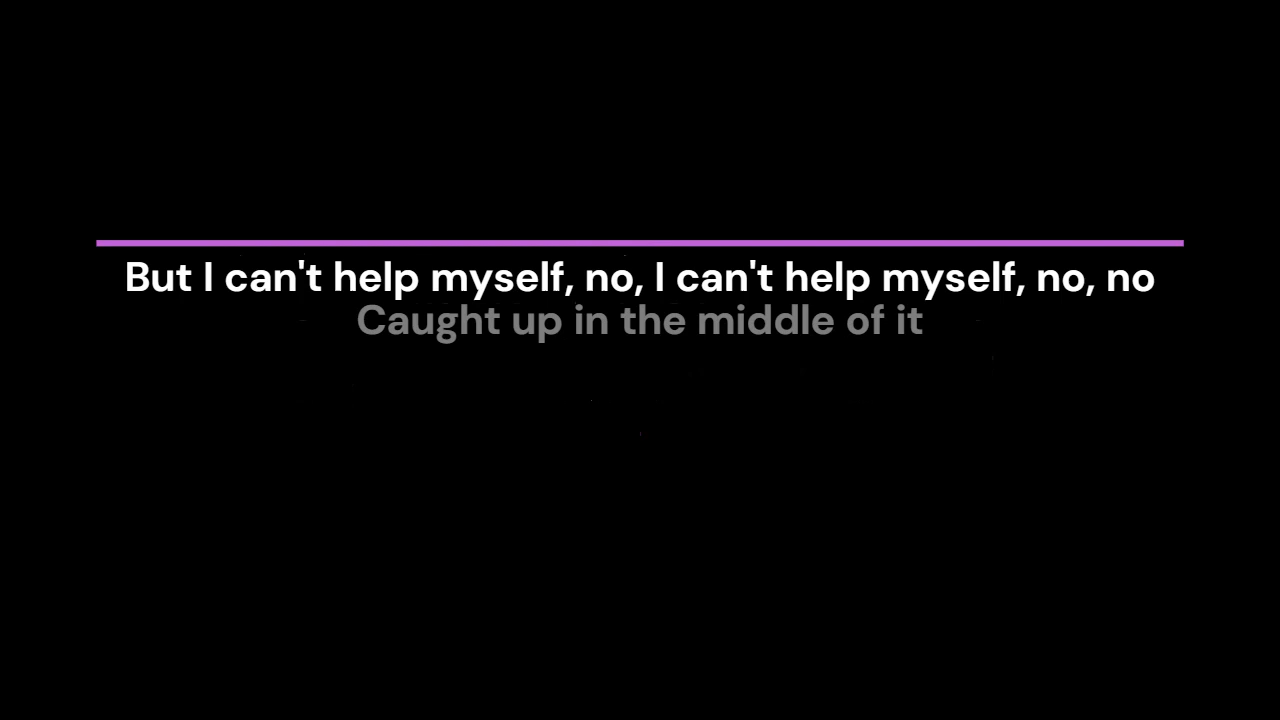 But I can't help myself, no, I can't help myself, no, no
Caught up in the middle of it